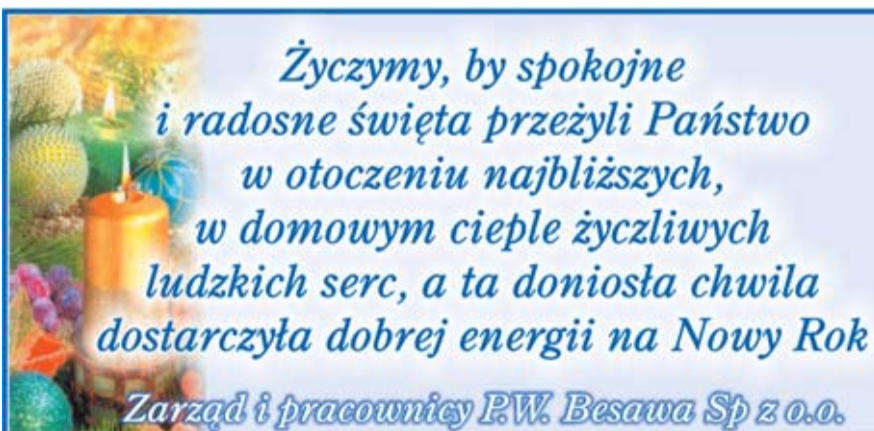 Życzymy, by spokojne
i radosne święta przeżyli Państwo
w otoczeniu najbliższych,
w domowym cieple życzliwych
ludzkich serc, a ta doniosła chwila
dostarczyła dobrej energii na Nowy Rok
Zarząd i pracownicy P.W. Besawa Sp z o.o.